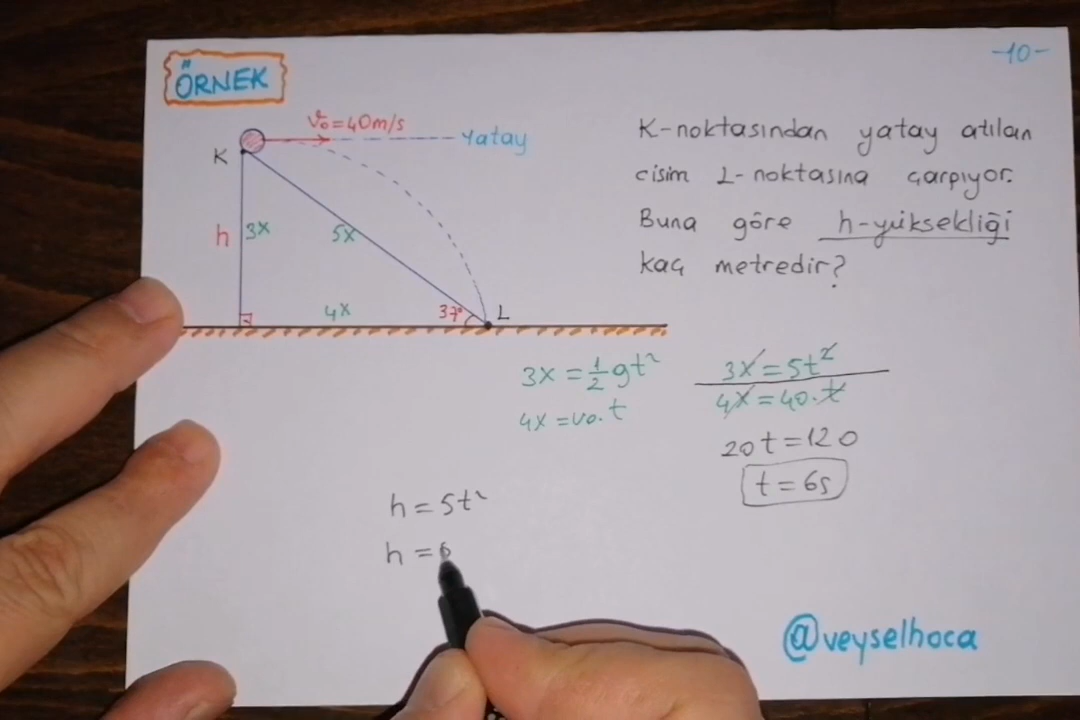 ÖRNEK
-10-
v₀=40m/s
Yatay
K
h
3x
5x
4x
37°
L
K-noktasından yatay atılan
cisim L-noktasına çarpıyor.
Buna göre h-yüksekliği
kaç metredir?
3x = 1/2 gt²
4x = v₀.t
3x = 5t²
4x = 40.t
20t = 120
t = 6s
h = 5t²
h =
@veyselhoca